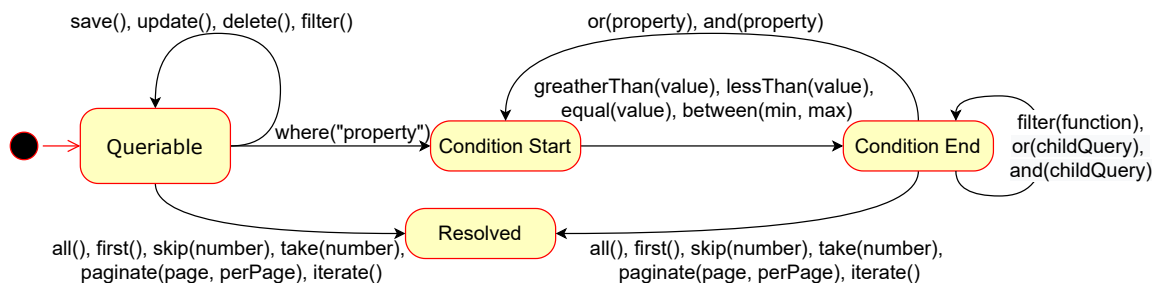 save(), update(), delete(), filter()
or(property), and(property)
greatherThan(value), lessThan(value),
equal(value), between(min, max)
Queriable
where("property")
Condition Start
Condition End
filter(function),
or(childQuery),
and(childQuery)
Resolved
all(), first(), skip(number), take(number),
paginate(page, perPage), iterate()
all(), first(), skip(number), take(number),
paginate(page, perPage), iterate()